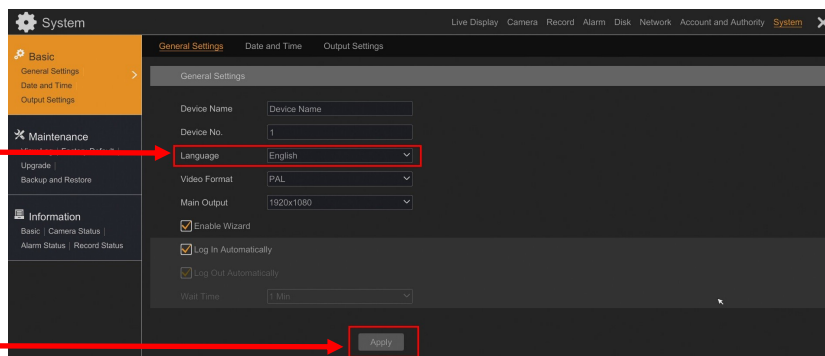 System
Live Display Camera Record Alarm Disk Network Account and Authority System X
General Settings Date and Time Output Settings
Basic
General Settings
Date and Time
Output Settings
General Settings
Device Name Device Name
Device No. 1
Maintenance
Language English
Upgrade |
Backup and Restore
Video Format PAL
Main Output 1920x1080
Information
Basic | Camera Status |
Alarm Status | Record Status
Enable Wizard
Log In Automatically
Log Out Automatically
Wait Time 1 Min
Apply